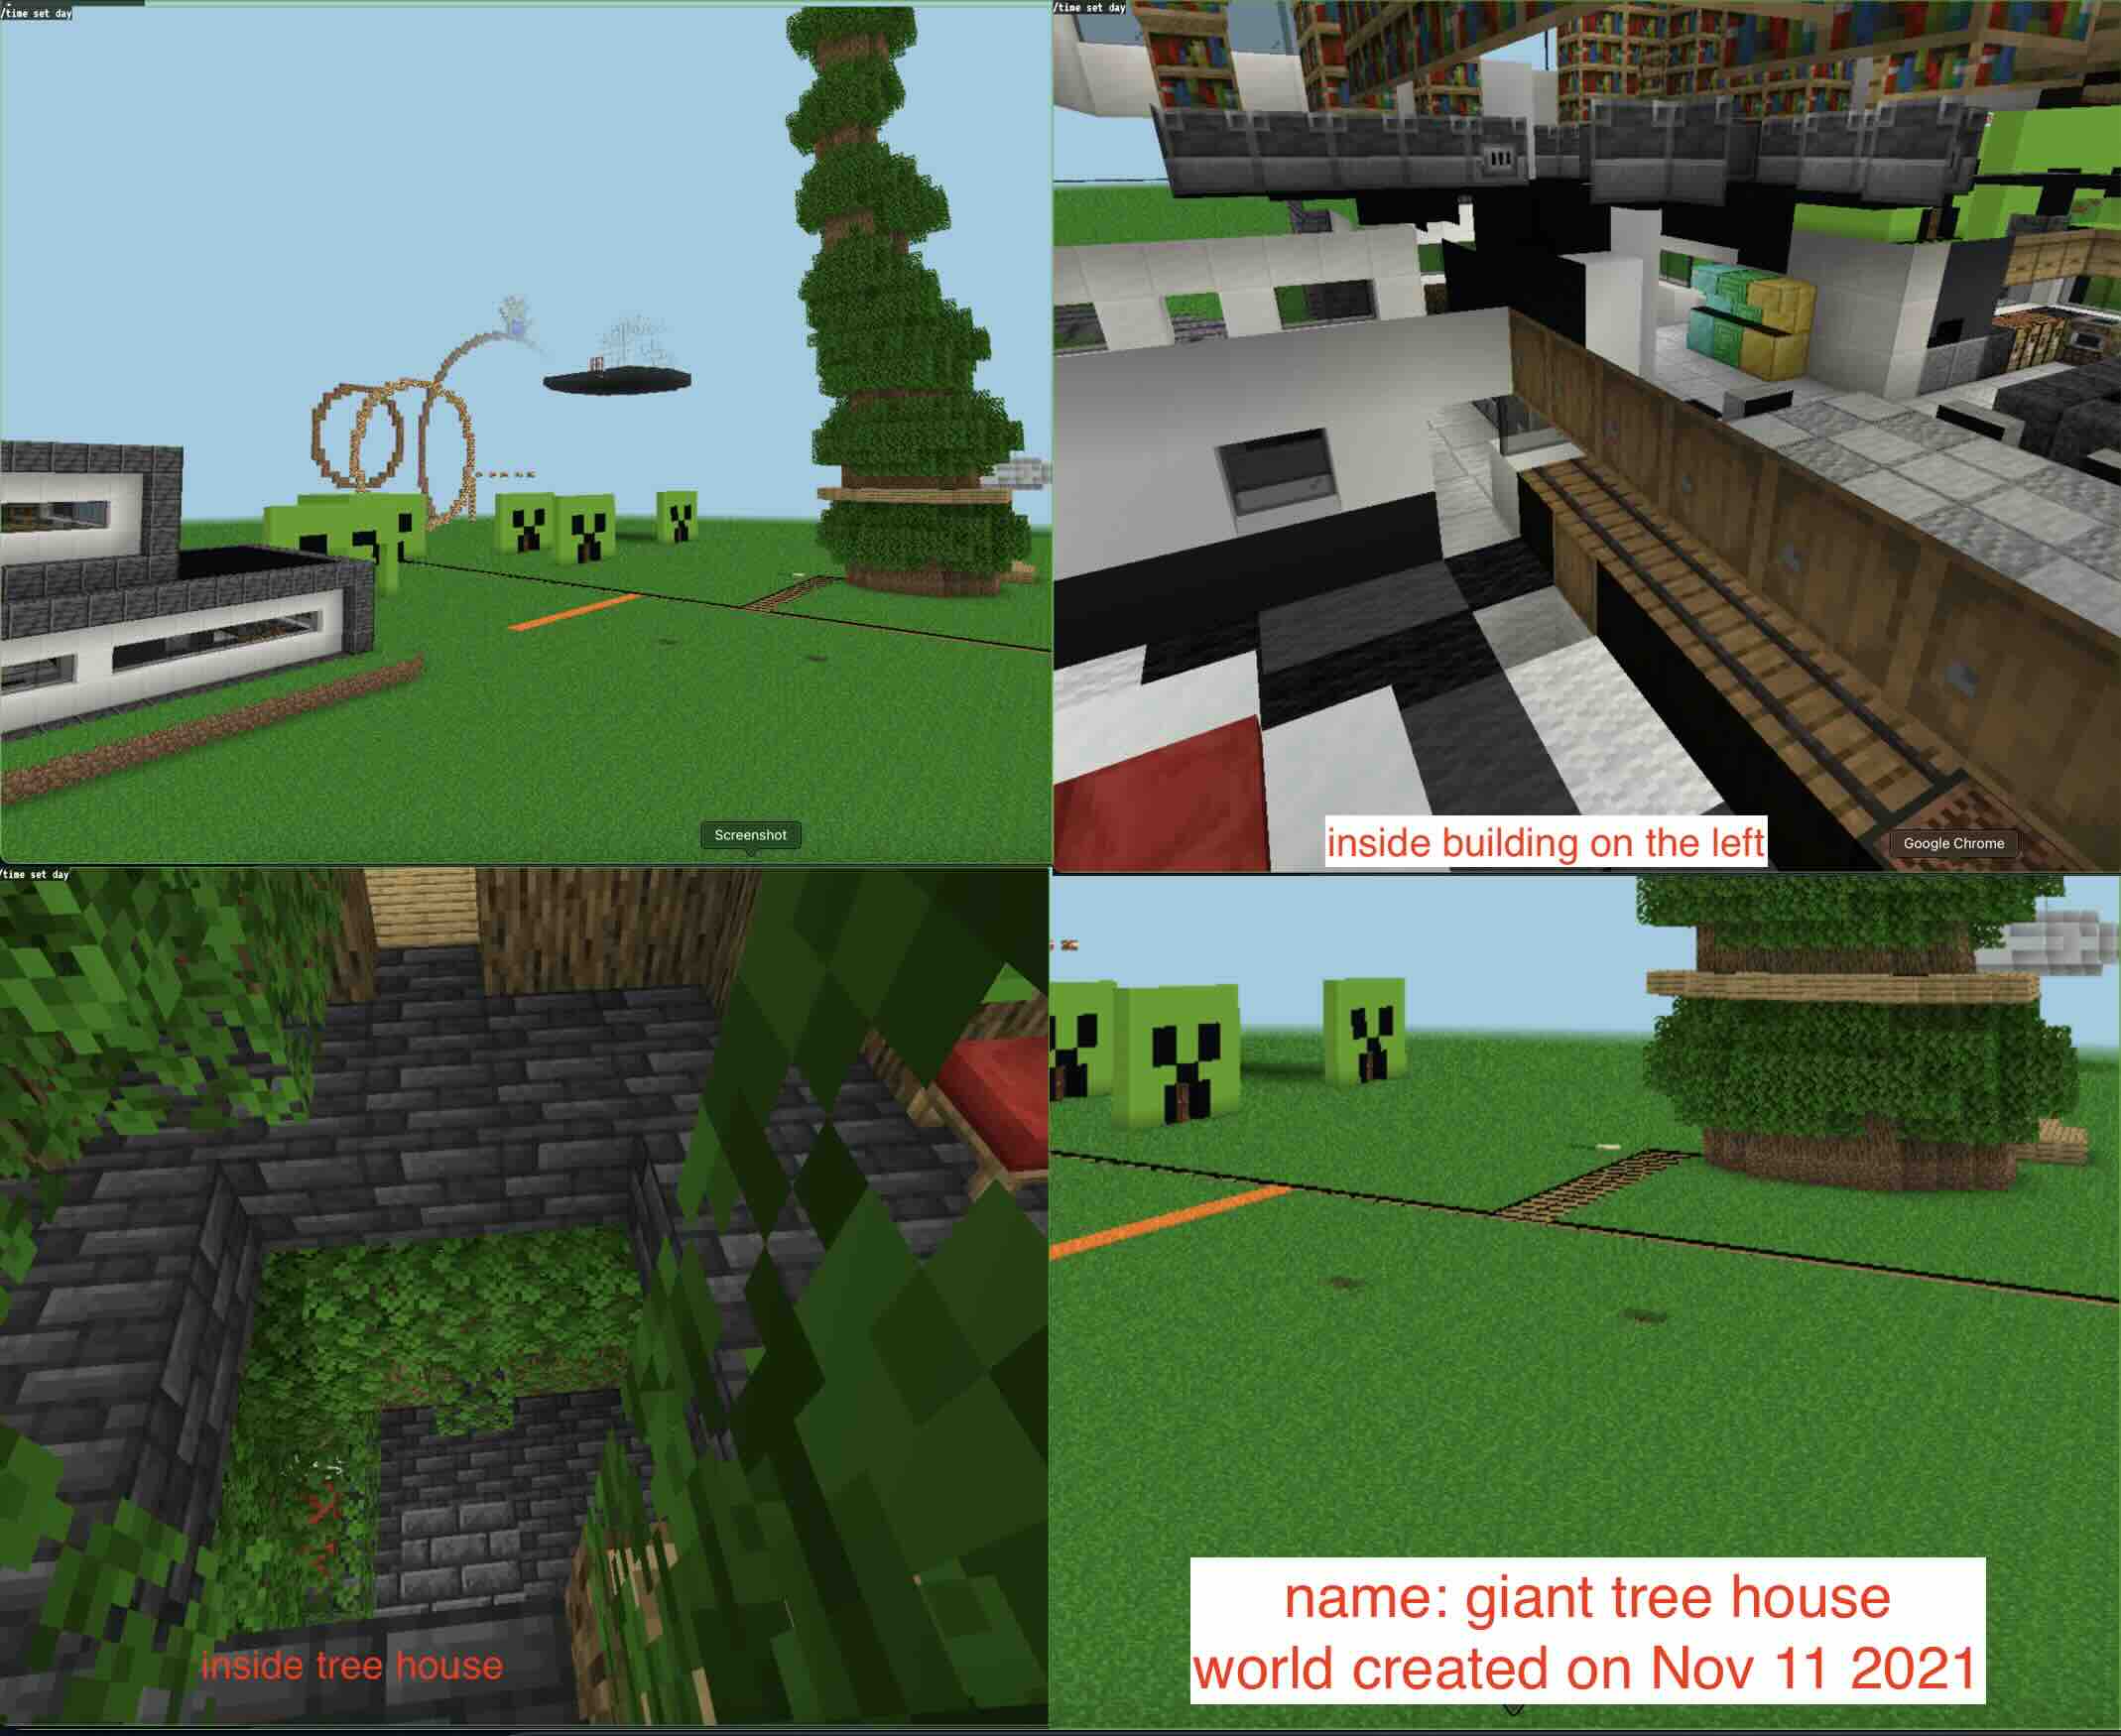 /time set day
/time set day
Screenshot
inside building on the left
Google Chrome
/time set day
inside tree house
name: giant tree house
world created on Nov 11 2021